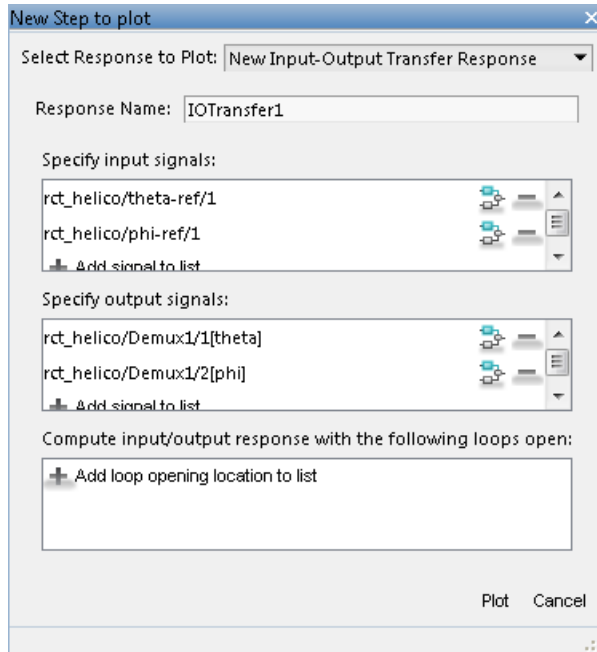 New Step to plot
Select Response to Plot: New Input-Output Transfer Response
Response Name: IOTransfer1
Specify input signals:
rct_helico/theta-ref/1
rct_helico/phi-ref/1
Add signal to list
Specify output signals:
rct_helico/Demux1/1[theta]
rct_helico/Demux1/2[phi]
Add signal to list
Compute input/output response with the following loops open:
Add loop opening location to list
Plot Cancel